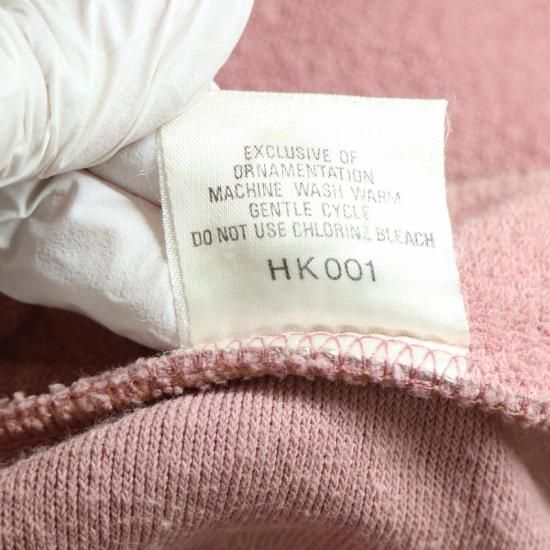 EXCLUSIVE OF
ORNAMENTATION
MACHINE WASH WARM
GENTLE CYCLE
DO NOT USE CHLORINE BLEACH
HK001